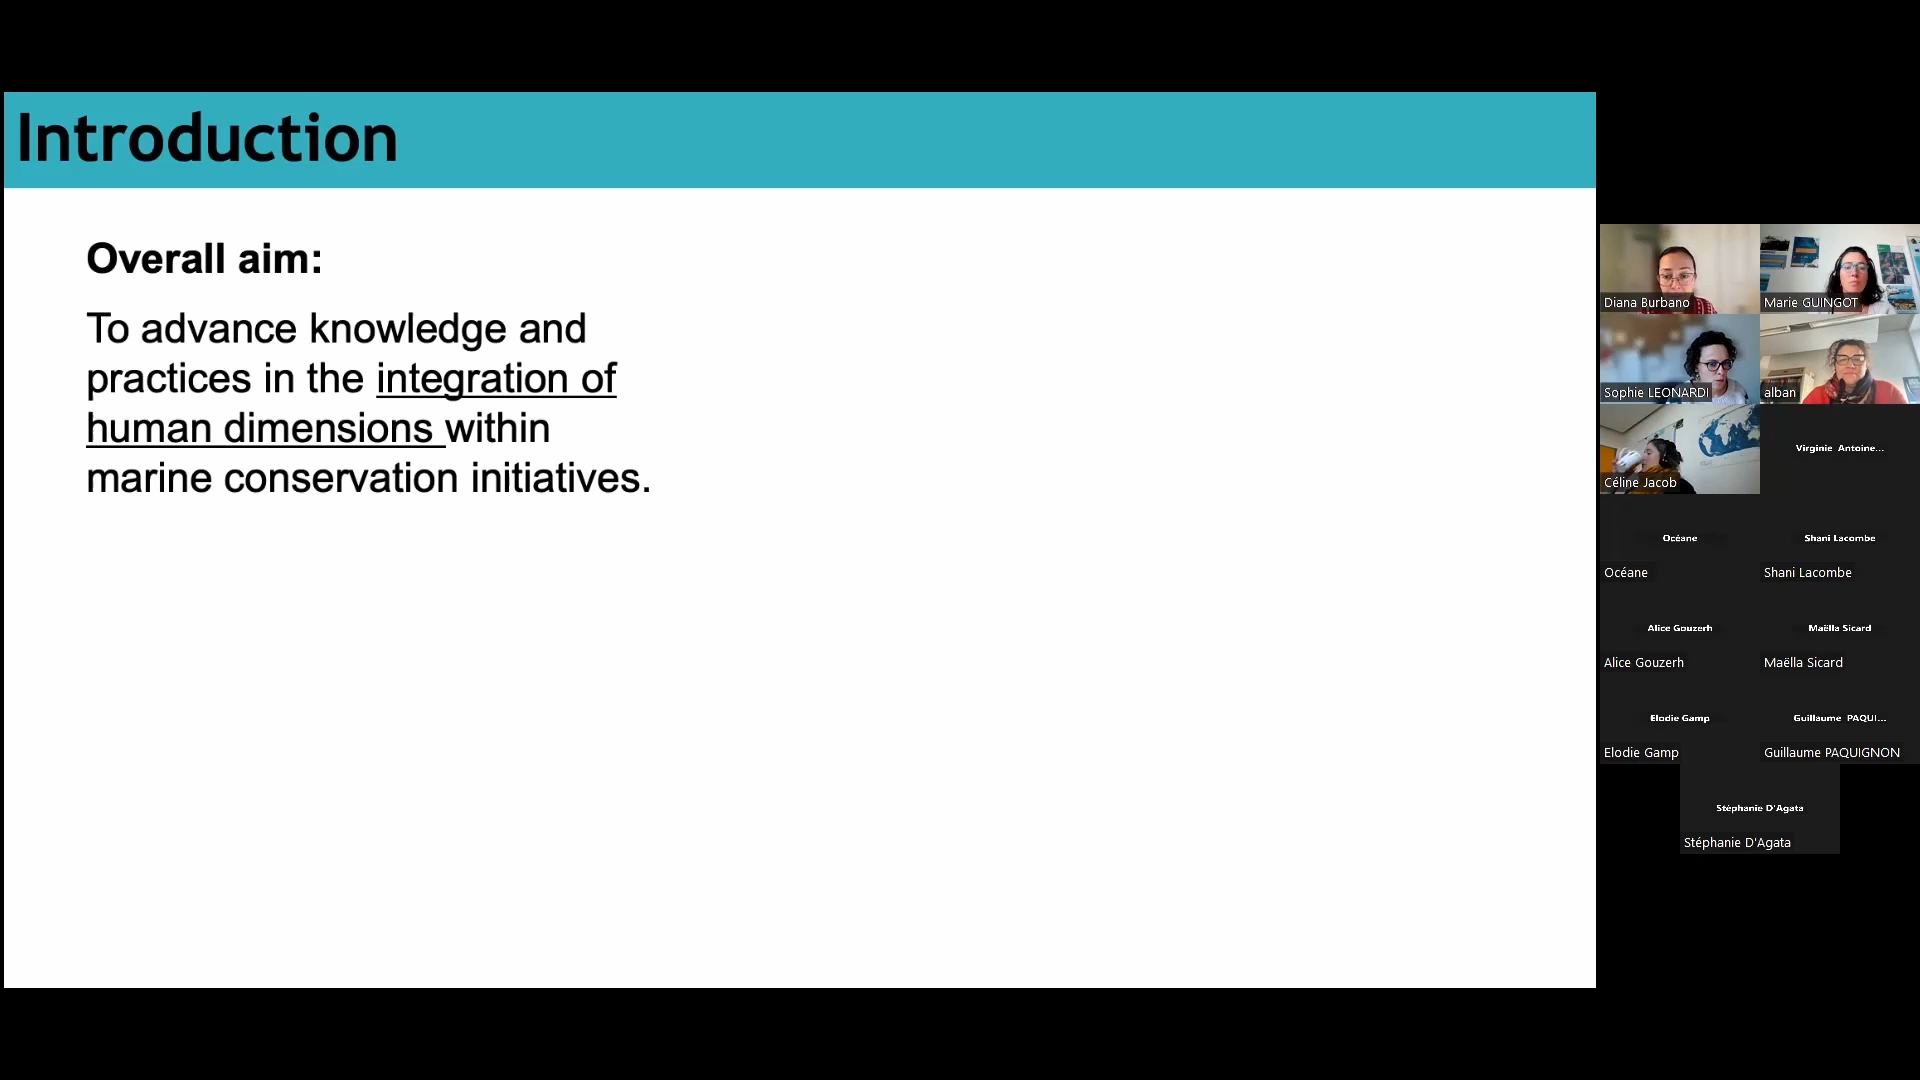 Introduction
Overall aim:
To advance knowledge and
practices in the integration of
human dimensions within
marine conservation initiatives.
Diana Burbano
Marie GUINGOT
Sophie LEONARDI
alban
Céline Jacob
Virginie Antoine...
Océane
Océane
Shani Lacombe
Shani Lacombe
Alice Gouzerh
Alice Gouzerh
Maëlla Sicard
Maëlla Sicard
Elodie Gamp
Elodie Gamp
Guillaume PAQUI...
Guillaume PAQUIGNON
Stéphanie D'Agata
Stéphanie D'Agata